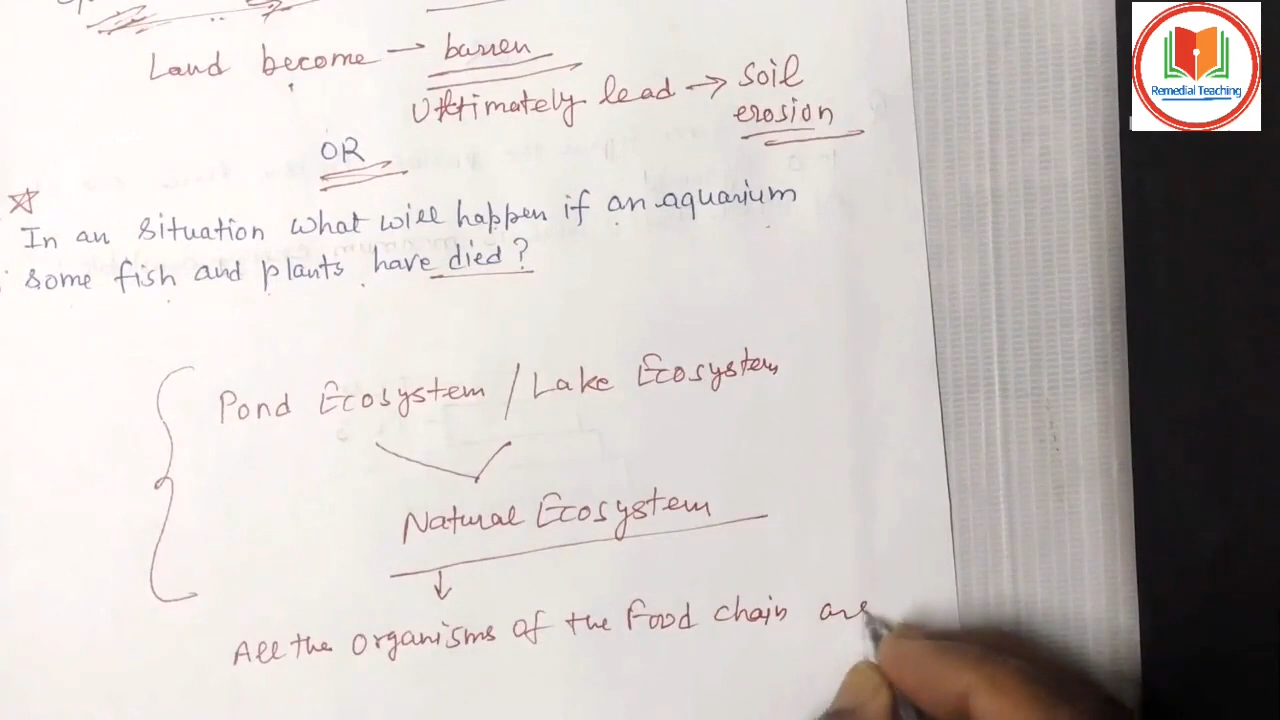 Land become → barren
Ultimately lead → Soil
erosion
OR
In an situation what will happen if an aquarium
some fish and plants have died?
Pond Ecosystem / Lake Ecosystem
Natural Ecosystem
All the organisms of the food chain are
Remedial Teaching